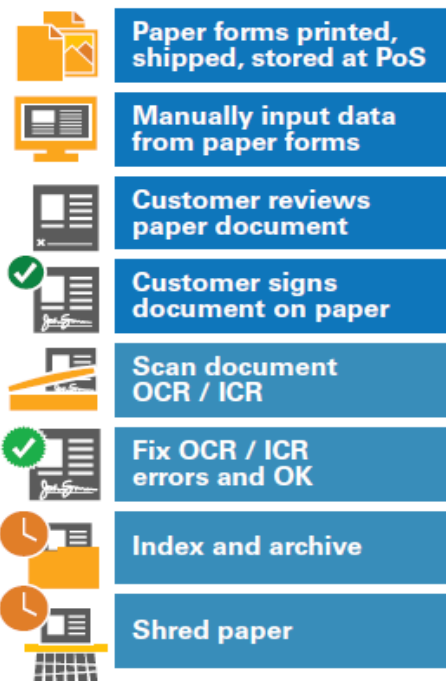 Paper forms printed,
shipped, stored at PoS
Manually input data
from paper forms
Customer reviews
paper document
Customer signs
document on paper
Scan document
OCR / ICR
Fix OCR / ICR
errors and OK
Index and archive
Shred paper